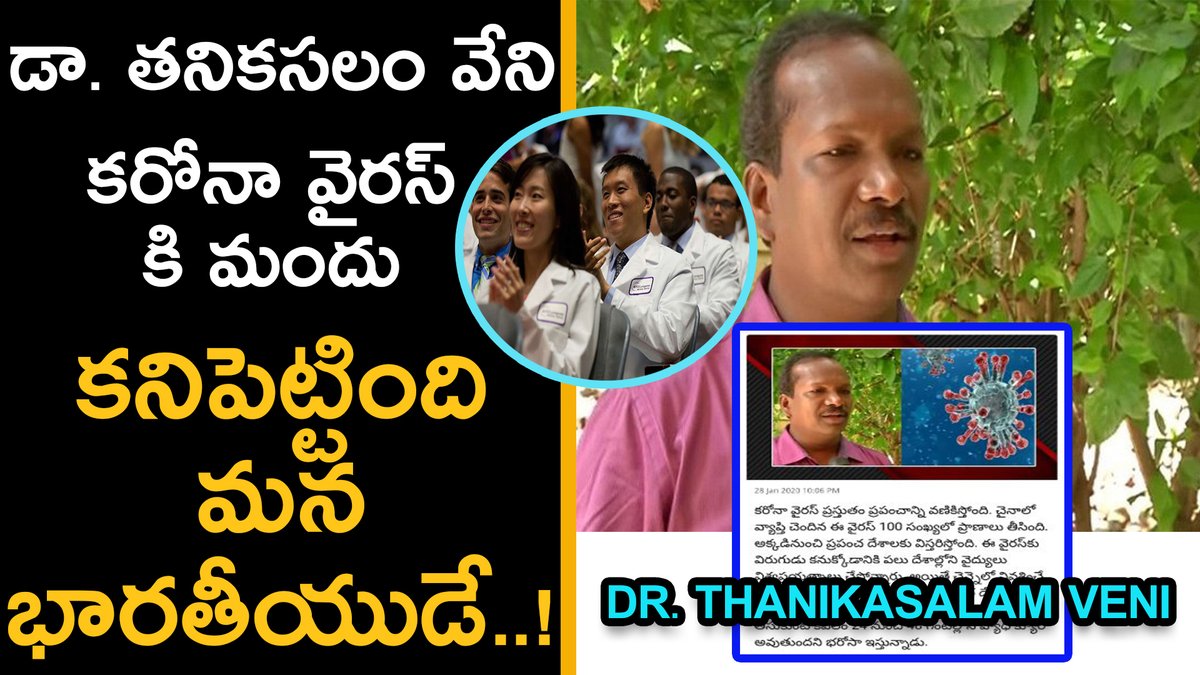 డా. తనికసలం వేని
కరోనా వైరస్
కి మందు
కనిపెట్టింది
మన
భారతీయుడే..!
28 Jan 2020 10:06 PM
కరోనా వైరస్ ప్రస్తుతం ప్రపంచాన్ని వణికిస్తోంది. చైనాలో
వ్యాప్తి చెందిన ఈ వైరస్ 100 సంఖ్యలో ప్రాణాలు తీసింది.
అక్కడినుంచి ప్రపంచ దేశాలకు విస్తరిస్తోంది. ఈ వైరస్‌కు
విరుగుడు కనుక్కోడానికి పలు దేశాల్లోని వైద్యులు
DR. THANIKASALAM VENI
అవుతుందని భరోసా ఇస్తున్నాడు.